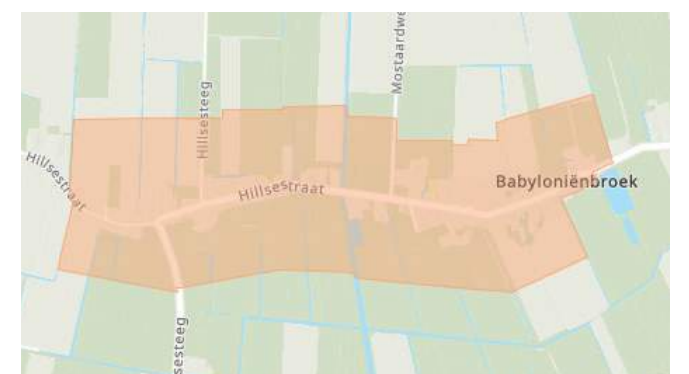 Mostaardwe
Hillsesteeg
Hillsestraat
Hillsestraat
Babyloniënbroek
sesteeg